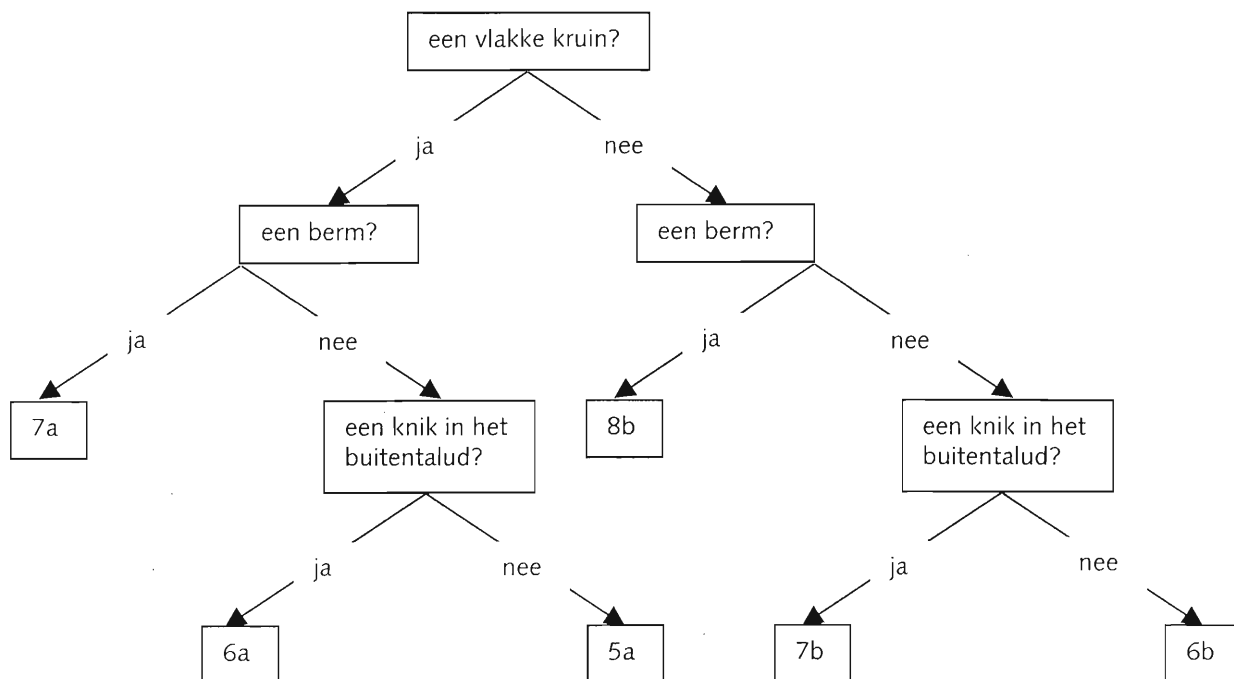 een vlakke kruin?
ja
nee
een berm?
een berm?
ja
nee
ja
nee
7a
een knik in het
buitentalud?
8b
een knik in het
buitentalud?
ja
nee
ja
nee
6a
5a
7b
6b